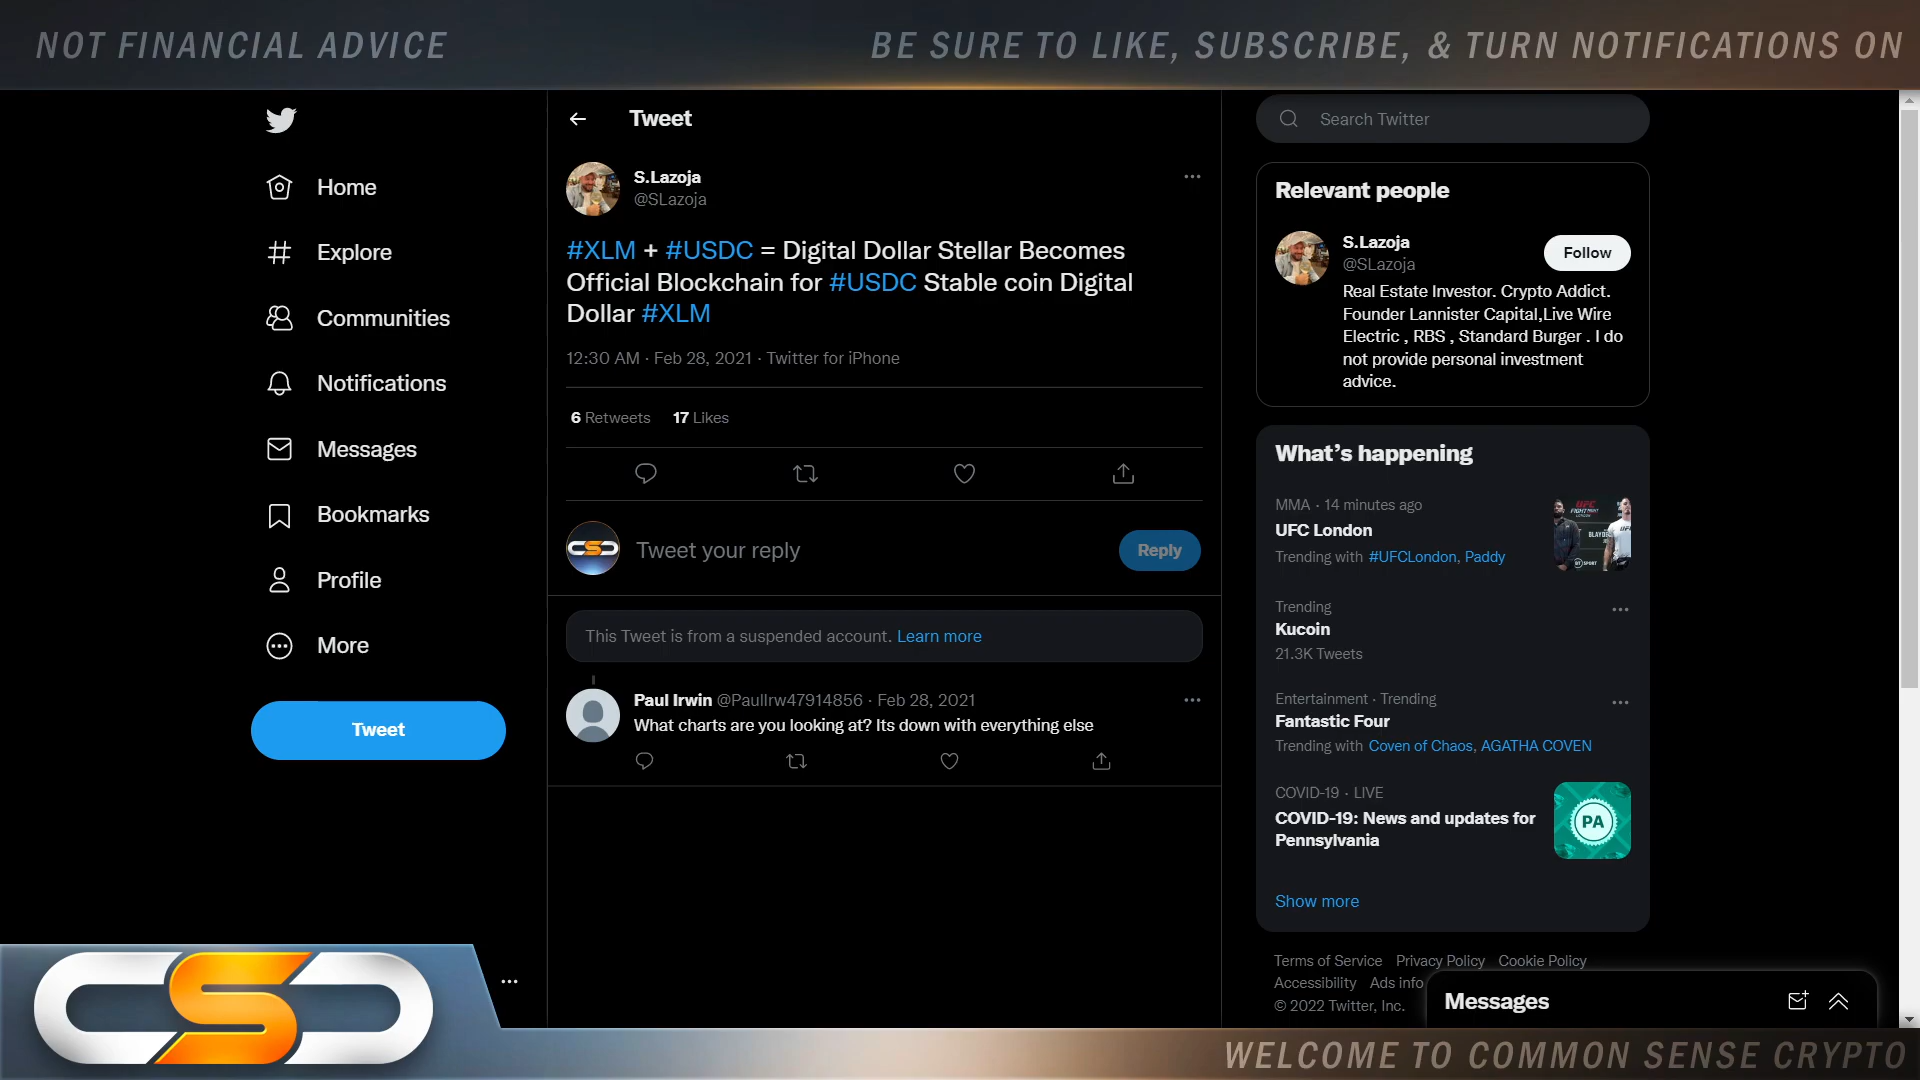 NOT FINANCIAL ADVICE
BE SURE TO LIKE, SUBSCRIBE, & TURN NOTIFICATIONS ON
Home
Explore
Communities
Notifications
Messages
Bookmarks
Profile
More
Tweet
Tweet
S.Lazoja
@SLazoja
#XLM + #USDC = Digital Dollar Stellar Becomes
Official Blockchain for #USDC Stable coin Digital
Dollar #XLM
12:30 AM · Feb 28, 2021 · Twitter for iPhone
6 Retweets 17 Likes
CSC
Tweet your reply
Reply
This Tweet is from a suspended account. Learn more
Paul Irwin @PaulIrw47914856 · Feb 28, 2021
What charts are you looking at? Its down with everything else
Search Twitter
Relevant people
S.Lazoja
@SLazoja
Follow
Real Estate Investor. Crypto Addict.
Founder Lannister Capital,Live Wire
Electric , RBS , Standard Burger . I do
not provide personal investment
advice.
What's happening
MMA · 14 minutes ago
UFC London
Trending with #UFCLondon, Paddy
Trending
Kucoin
21.3K Tweets
Entertainment · Trending
Fantastic Four
Trending with Coven of Chaos, AGATHA COVEN
COVID-19 · LIVE
COVID-19: News and updates for
Pennsylvania
PA
Show more
Terms of Service Privacy Policy Cookie Policy
Accessibility Ads info
© 2022 Twitter, Inc.
Messages
CSC
WELCOME TO COMMON SENSE CRYPTO